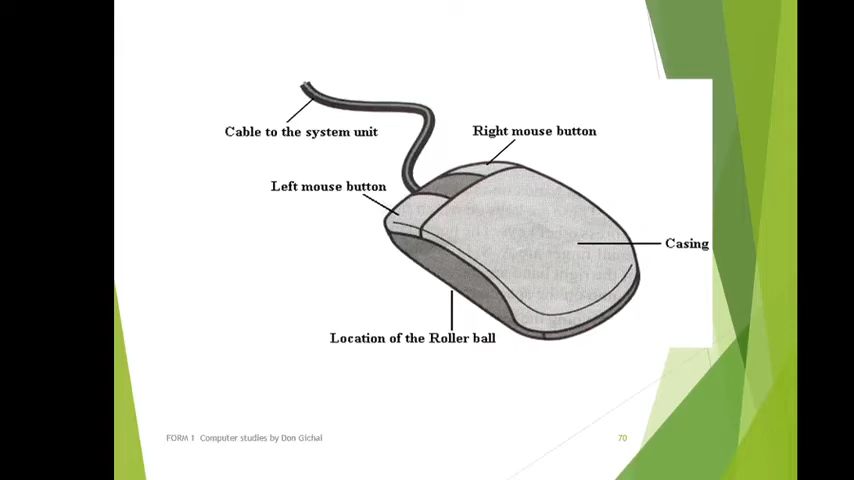 Cable to the system unit
Right mouse button
Left mouse button
Casing
Location of the Roller ball
FORM 1 Computer studies by Don Gichai
70